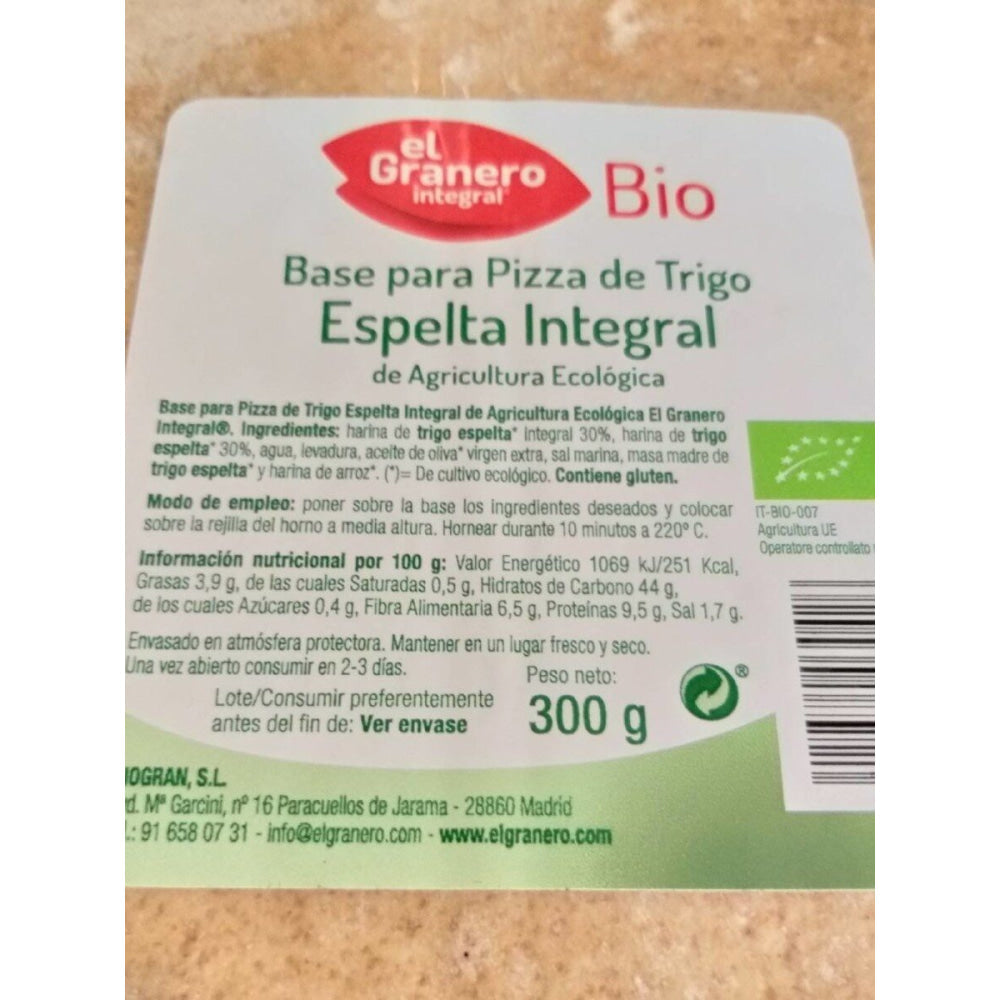 el
Granero
integral
Bio
Base para Pizza de Trigo
Espelta Integral
de Agricultura Ecológica
Base para Pizza de Trigo Espelta Integral de Agricultura Ecológica El Granero
Integral®. Ingredientes: harina de trigo espelta* integral 30%, harina de trigo
espelta* 30%, agua, levadura, aceite de oliva* virgen extra, sal marina, masa madre de
trigo espelta* y harina de arroz*. (*)= De cultivo ecológico. Contiene gluten.
Modo de empleo: poner sobre la base los ingredientes deseados y colocar
sobre la rejilla del horno a media altura. Hornear durante 10 minutos a 220º C.
IT-BIO-007
Agricultura UE
Operatore controllato
Información nutricional por 100 g: Valor Energético 1069 kJ/251 Kcal,
Grasas 3,9 g, de las cuales Saturadas 0,5 g, Hidratos de Carbono 44 g,
de los cuales Azúcares 0,4 g, Fibra Alimentaria 6,5 g, Proteínas 9,5 g, Sal 1,7 g.
Envasado en atmósfera protectora. Mantener en un lugar fresco y seco.
Una vez abierto consumir en 2-3 días.
Lote/Consumir preferentemente
antes del fin de: Ver envase
Peso neto:
300 g
®
IOGRAN, S.L.
d. Mª Garcini, nº 16 Paracuellos de Jarama - 28860 Madrid
.: 91 658 07 31 - info@elgranero.com - www.elgranero.com